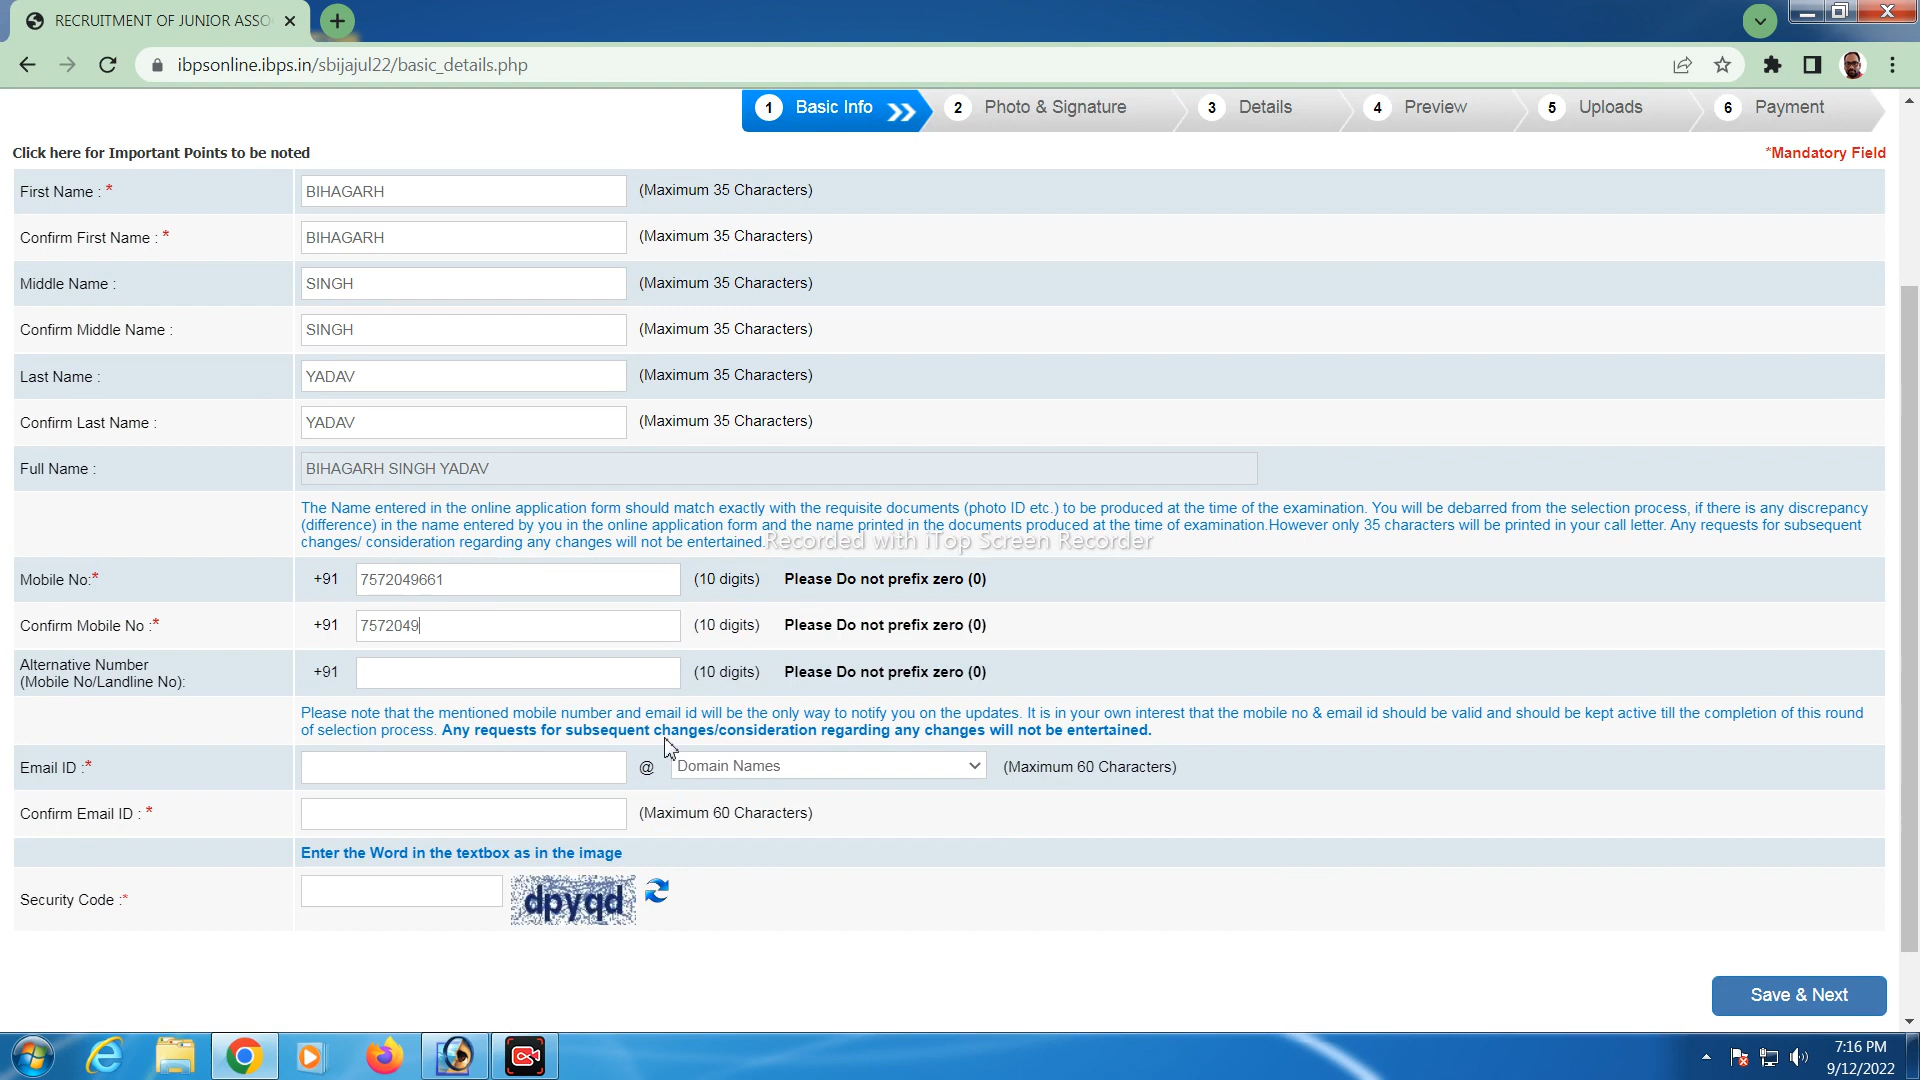 RECRUITMENT OF JUNIOR ASSO
ibpsonline.ibps.in/sbijajul22/basic_details.php
1 Basic Info 2 Photo & Signature 3 Details 4 Preview 5 Uploads 6 Payment
Click here for Important Points to be noted *Mandatory Field
First Name : * BIHAGARH (Maximum 35 Characters)
Confirm First Name : * BIHAGARH (Maximum 35 Characters)
Middle Name : SINGH (Maximum 35 Characters)
Confirm Middle Name : SINGH (Maximum 35 Characters)
Last Name : YADAV (Maximum 35 Characters)
Confirm Last Name : YADAV (Maximum 35 Characters)
Full Name : BIHAGARH SINGH YADAV
The Name entered in the online application form should match exactly with the requisite documents (photo ID etc.) to be produced at the time of the examination. You will be debarred from the selection process, if there is any discrepancy
(difference) in the name entered by you in the online application form and the name printed in the documents produced at the time of examination.However only 35 characters will be printed in your call letter. Any requests for subsequent
changes/ consideration regarding any changes will not be entertained.
Recorded with iTop Screen Recorder
Mobile No:* +91 7572049661 (10 digits) Please Do not prefix zero (0)
Confirm Mobile No :* +91 7572049 (10 digits) Please Do not prefix zero (0)
Alternative Number
(Mobile No/Landline No): +91 (10 digits) Please Do not prefix zero (0)
Please note that the mentioned mobile number and email id will be the only way to notify you on the updates. It is in your own interest that the mobile no & email id should be valid and should be kept active till the completion of this round
of selection process. Any requests for subsequent changes/consideration regarding any changes will not be entertained.
Email ID :* @ Domain Names (Maximum 60 Characters)
Confirm Email ID : * (Maximum 60 Characters)
Enter the Word in the textbox as in the image
Security Code :* dpyqd
Save & Next
7:16 PM
9/12/2022